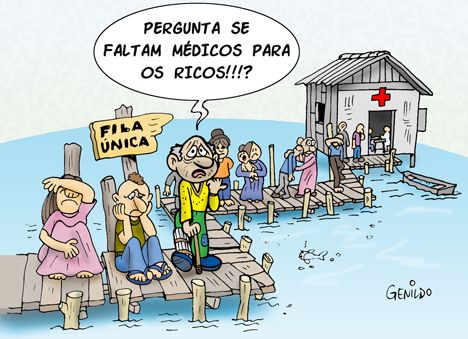 PERGUNTA SE
FALTAM MÉDICOS PARA
OS RICOS!!!?
FILA
ÚNICA
GENILDO